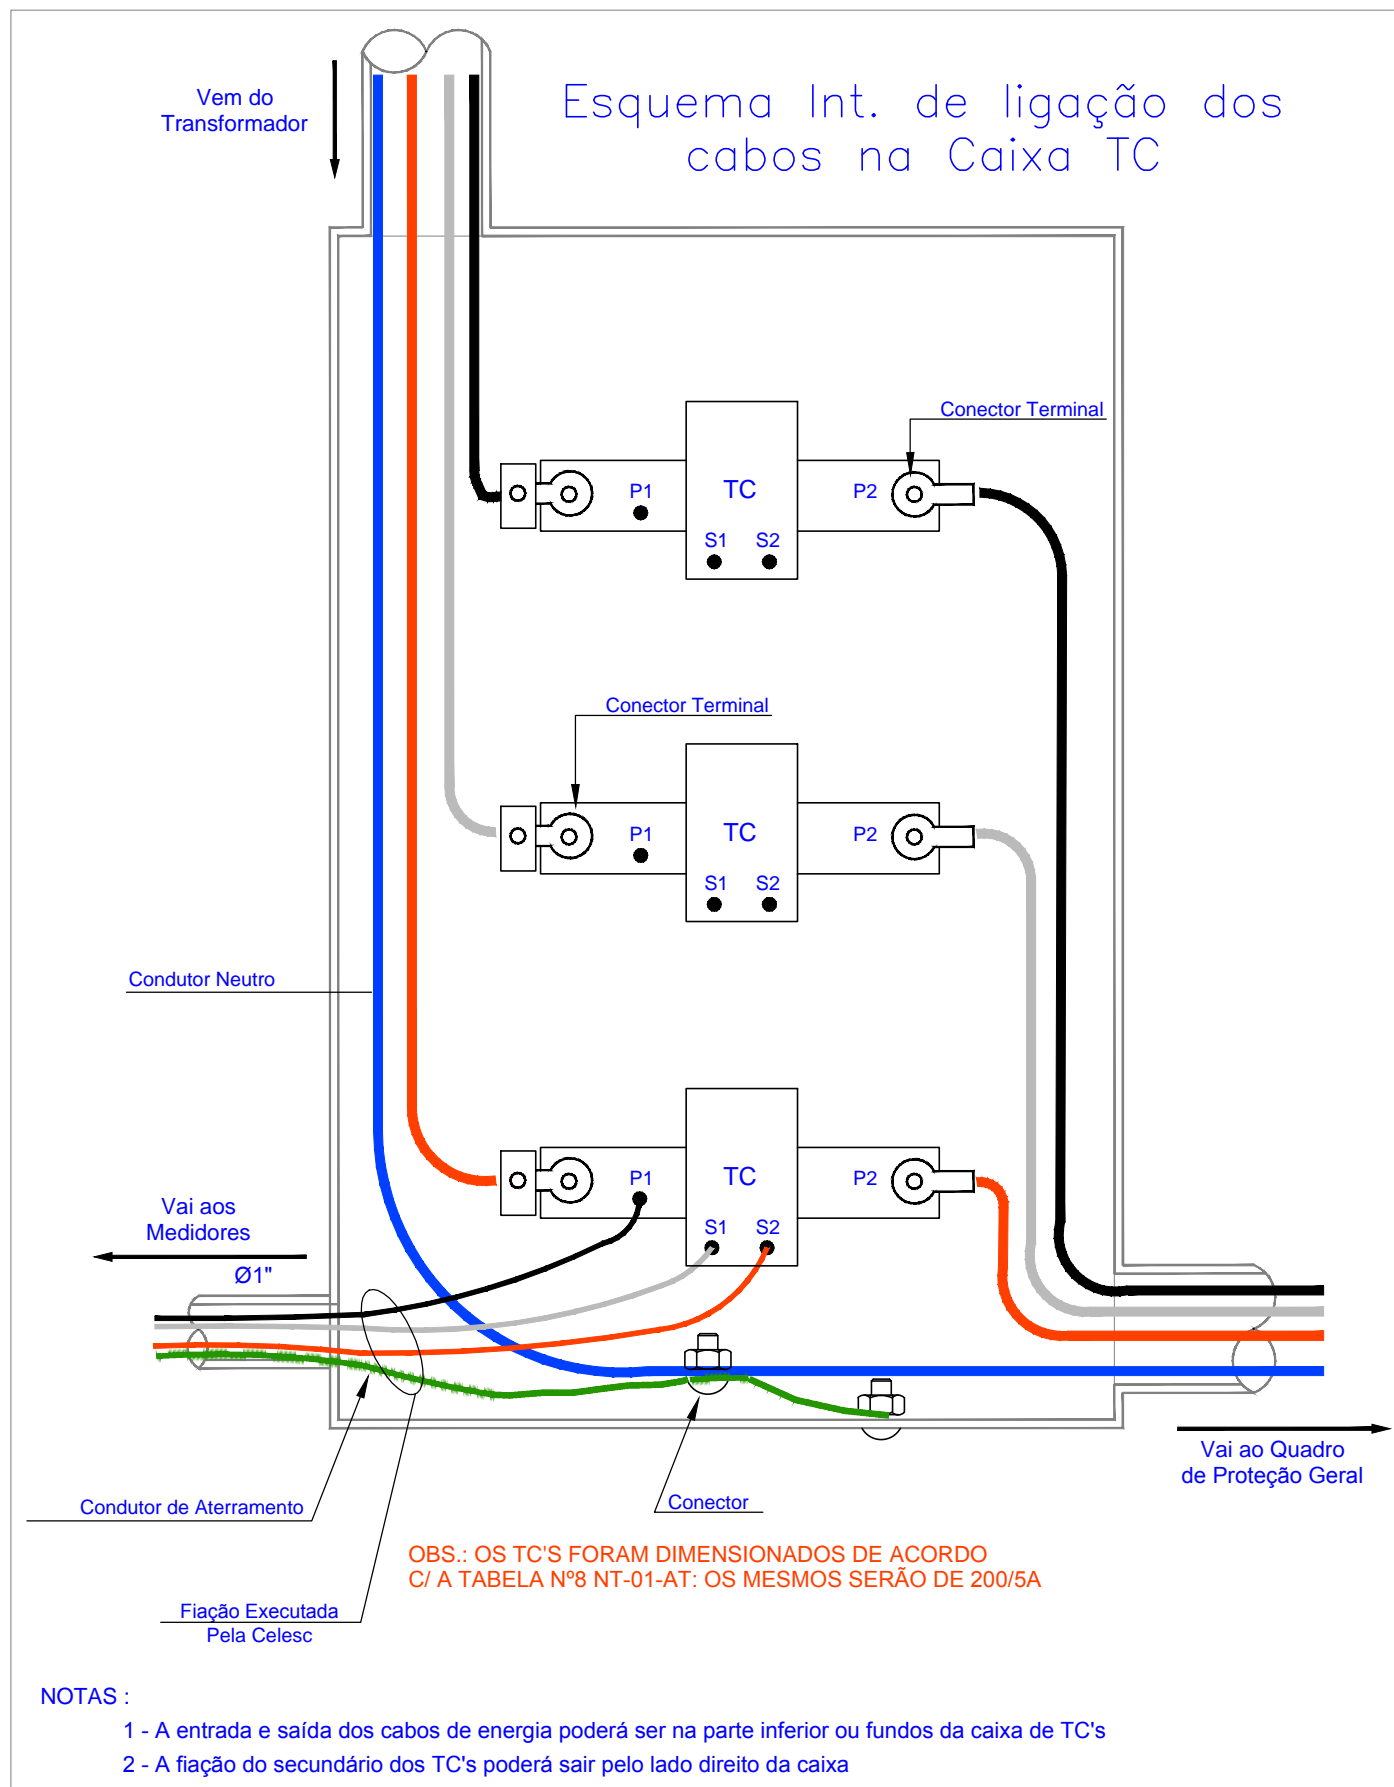 Esquema Int. de ligação dos
cabos na Caixa TC
Vem do
Transformador
Conector Terminal
P1
TC
P2
S1
S2
Conector Terminal
P1
TC
P2
S1
S2
Condutor Neutro
P1
TC
P2
S1
S2
Vai aos
Medidores
Ø1"
Vai ao Quadro
de Proteção Geral
Condutor de Aterramento
Conector
OBS.: OS TC'S FORAM DIMENSIONADOS DE ACORDO
C/ A TABELA Nº8 NT-01-AT: OS MESMOS SERÃO DE 200/5A
Fiação Executada
Pela Celesc
NOTAS :
1 - A entrada e saída dos cabos de energia poderá ser na parte inferior ou fundos da caixa de TC's
2 - A fiação do secundário dos TC's poderá sair pelo lado direito da caixa